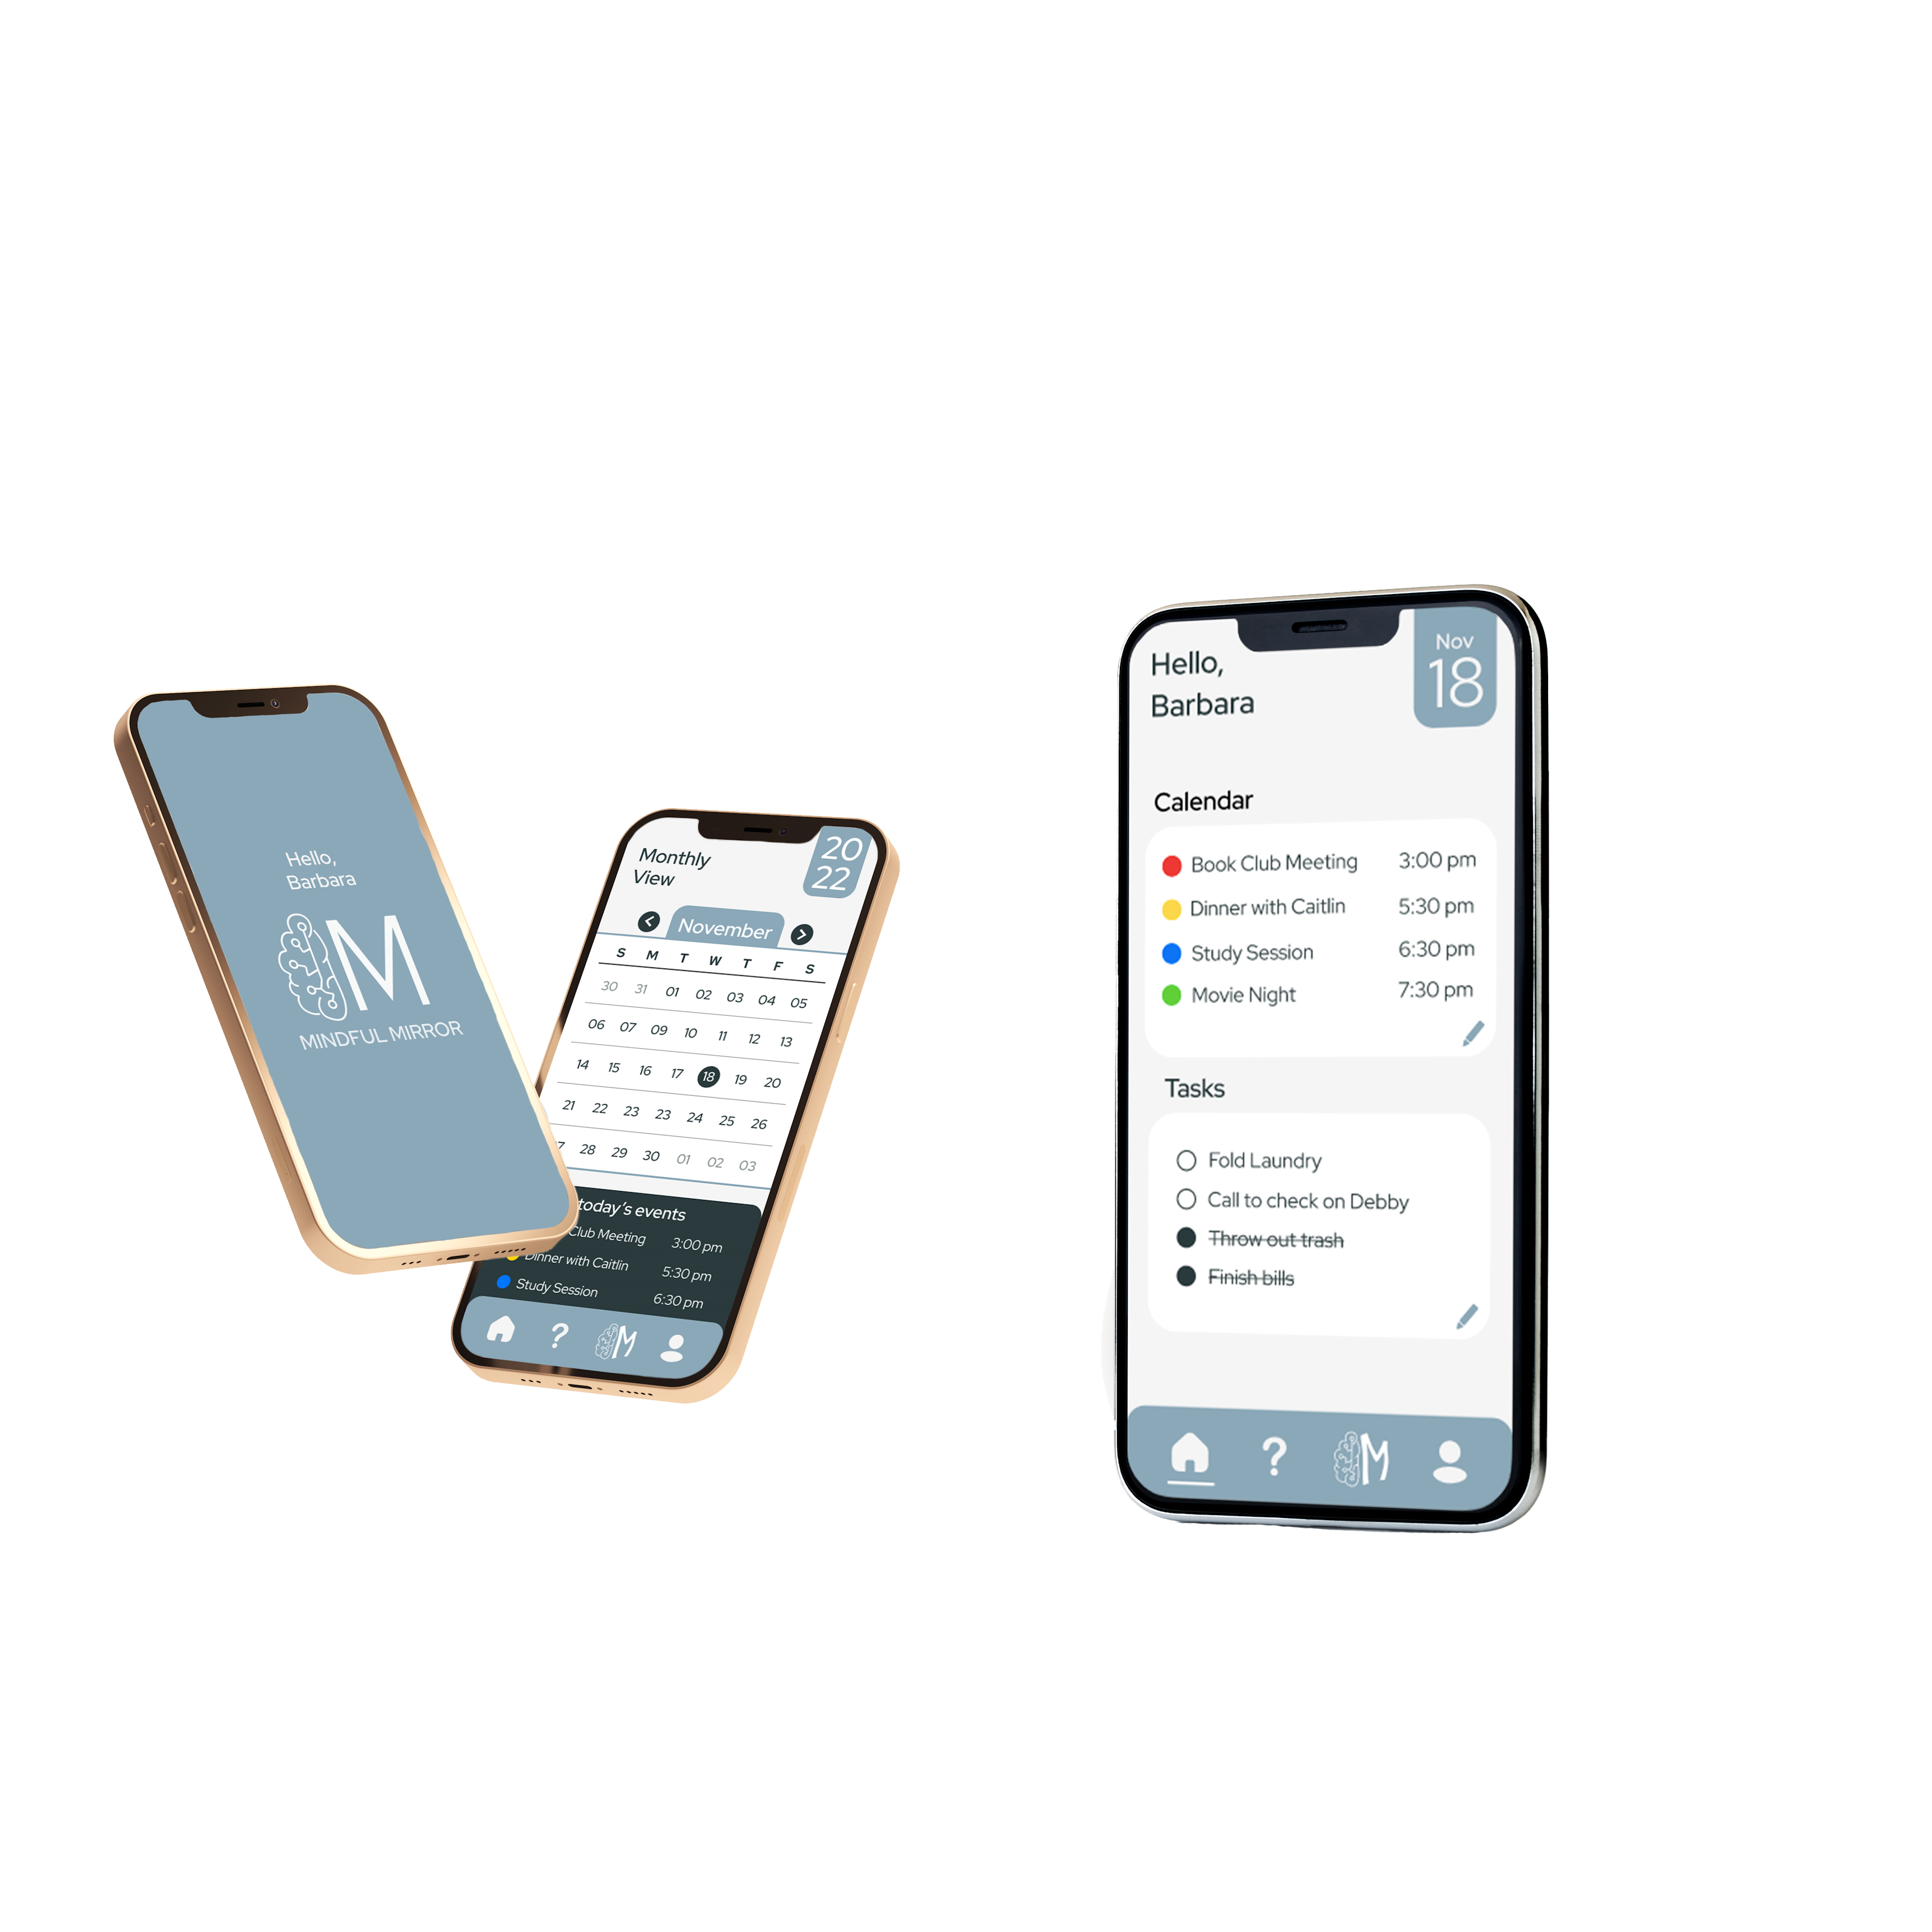 Hello,
Barbara
M
MINDFUL MIRROR
Monthly
View
20
22
November
S M T W T F S
30 31 01 02 03 04 05
06 07 09 10 11 12 13
14 15 16 17 18 19 20
21 22 23 23 24 25 26
7 28 29 30 01 02 03
today's events
Club Meeting 3:00 pm
Dinner with Caitlin 5:30 pm
Study Session 6:30 pm
? M
Hello,
Barbara
Nov
18
Calendar
Book Club Meeting 3:00 pm
Dinner with Caitlin 5:30 pm
Study Session 6:30 pm
Movie Night 7:30 pm
Tasks
Fold Laundry
Call to check on Debby
Throw out trash
Finish bills
? M